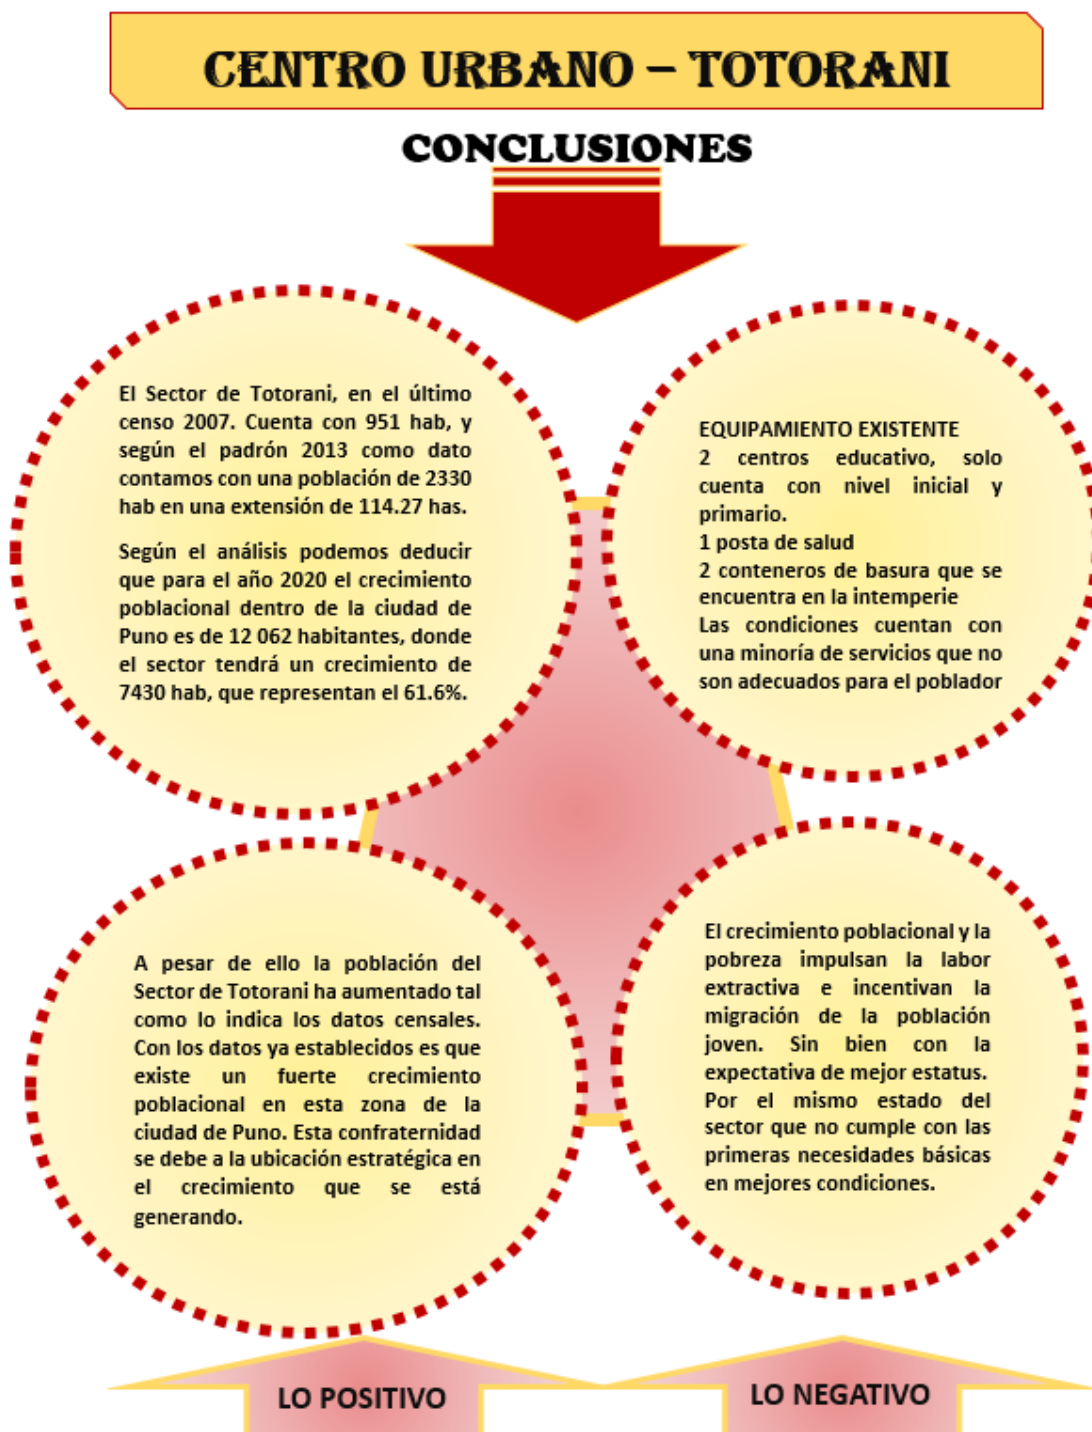 CENTRO URBANO – TOTORANI
CONCLUSIONES
El Sector de Totorani, en el último
censo 2007. Cuenta con 951 hab, y
según el padrón 2013 como dato
contamos con una población de 2330
hab en una extensión de 114.27 has.
Según el análisis podemos deducir
que para el año 2020 el crecimiento
poblacional dentro de la ciudad de
Puno es de 12 062 habitantes, donde
el sector tendrá un crecimiento de
7430 hab, que representan el 61.6%.
EQUIPAMIENTO EXISTENTE
2 centros educativo, solo
cuenta con nivel inicial y
primario.
1 posta de salud
2 conteneros de basura que se
encuentra en la intemperie
Las condiciones cuentan con
una minoría de servicios que no
son adecuados para el poblador
A pesar de ello la población del
Sector de Totorani ha aumentado tal
como lo indica los datos censales.
Con los datos ya establecidos es que
existe un fuerte crecimiento
poblacional en esta zona de la
ciudad de Puno. Esta confraternidad
se debe a la ubicación estratégica en
el crecimiento que se está
generando.
El crecimiento poblacional y la
pobreza impulsan la labor
extractiva e incentivan la
migración de la población
joven. Sin bien con la
expectativa de mejor estatus.
Por el mismo estado del
sector que no cumple con las
primeras necesidades básicas
en mejores condiciones.
LO POSITIVO
LO NEGATIVO